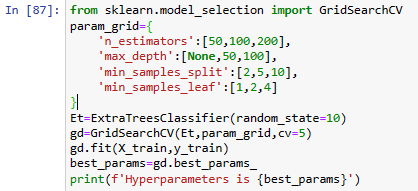 In [87]: from sklearn.model_selection import GridSearchCV
param_grid={
    'n_estimators':[50,100,200],
    'max_depth':[None,50,100],
    'min_samples_split':[2,5,10],
    'min_samples_leaf':[1,2,4]
}
Et=ExtraTreesClassifier(random_state=10)
gd=GridSearchCV(Et,param_grid,cv=5)
gd.fit(X_train,y_train)
best_params=gd.best_params_
print(f'Hyperparameters is {best_params}')